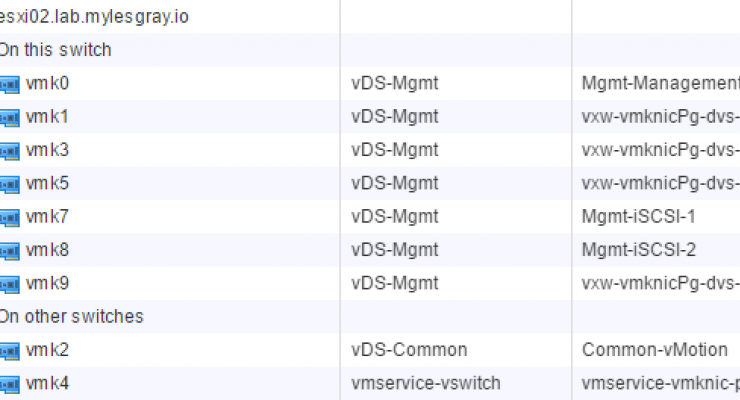 esxi02.lab.mylesgray.io
On this switch
vmk0 vDS-Mgmt Mgmt-Management
vmk1 vDS-Mgmt vxw-vmknicPg-dvs-
vmk3 vDS-Mgmt vxw-vmknicPg-dvs-
vmk5 vDS-Mgmt vxw-vmknicPg-dvs-
vmk7 vDS-Mgmt Mgmt-iSCSI-1
vmk8 vDS-Mgmt Mgmt-iSCSI-2
vmk9 vDS-Mgmt vxw-vmknicPg-dvs-
On other switches
vmk2 vDS-Common Common-vMotion
vmk4 vmservice-vswitch vmservice-vmknic-p